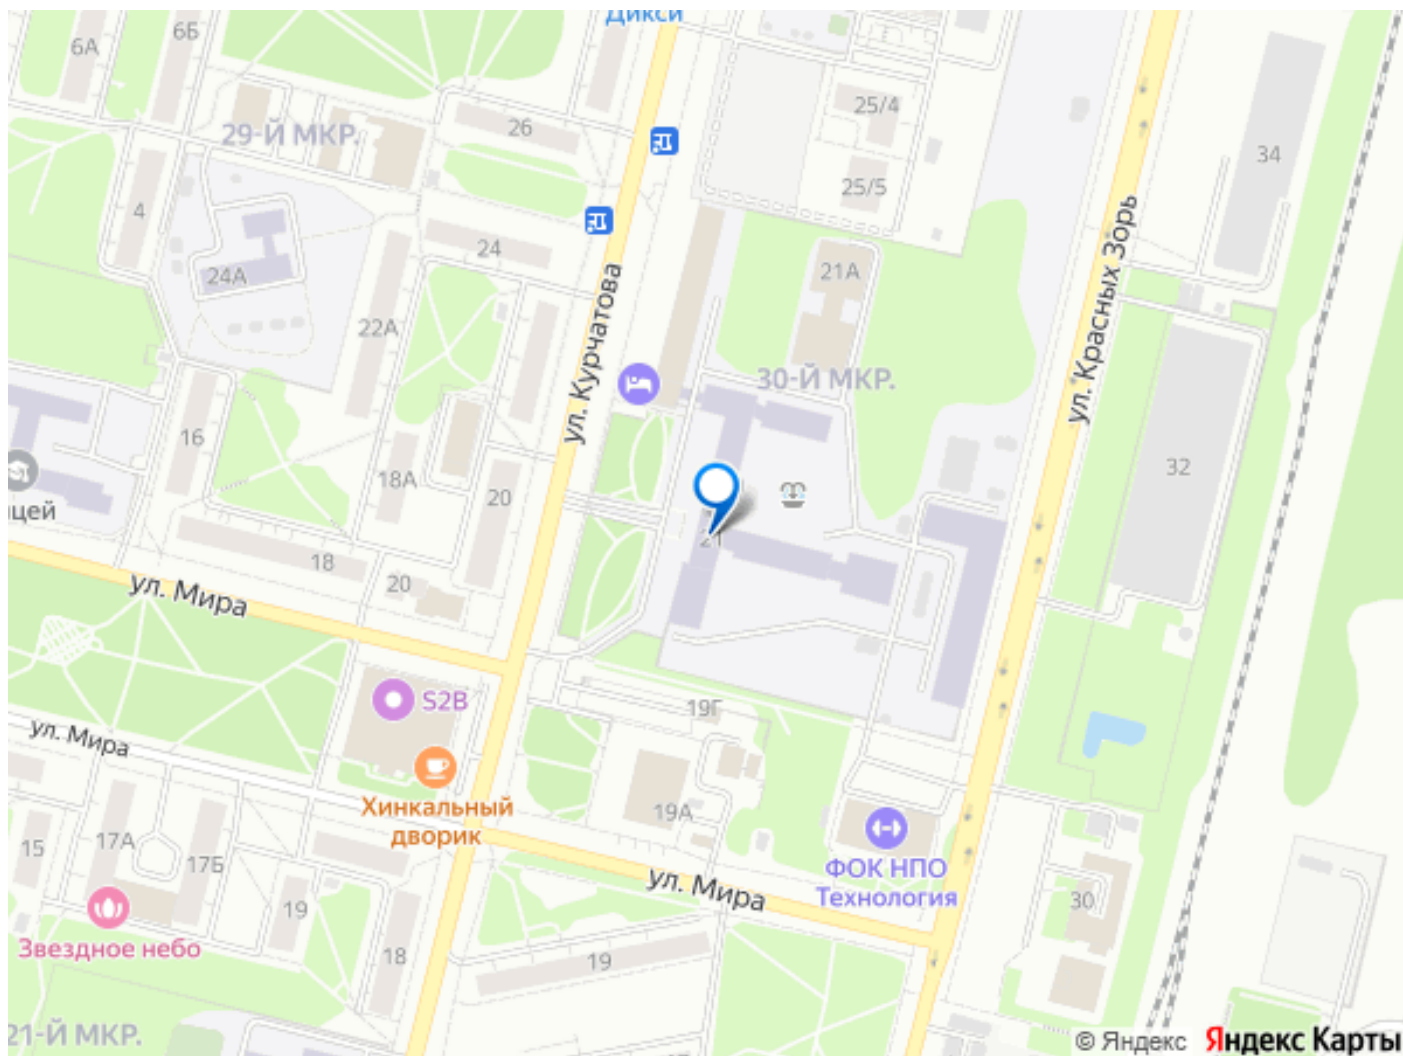 Дикси
6А
6Б
29-Й МКР.
26
25/4
34
25/5
4
24
24А
21А
22А
ул. Курчатова
ул. Красных Зорь
30-Й МКР.
16
18А
20
32
ицей
21
18
20
ул. Мира
S2B
19Г
ул. Мира
Хинкальный
дворик
19А
17А
15
17Б
ФОК НПО
Технология
ул. Мира
30
19
Звездное небо
18
19
21-Й МКР.
© Яндекс Яндекс Карты